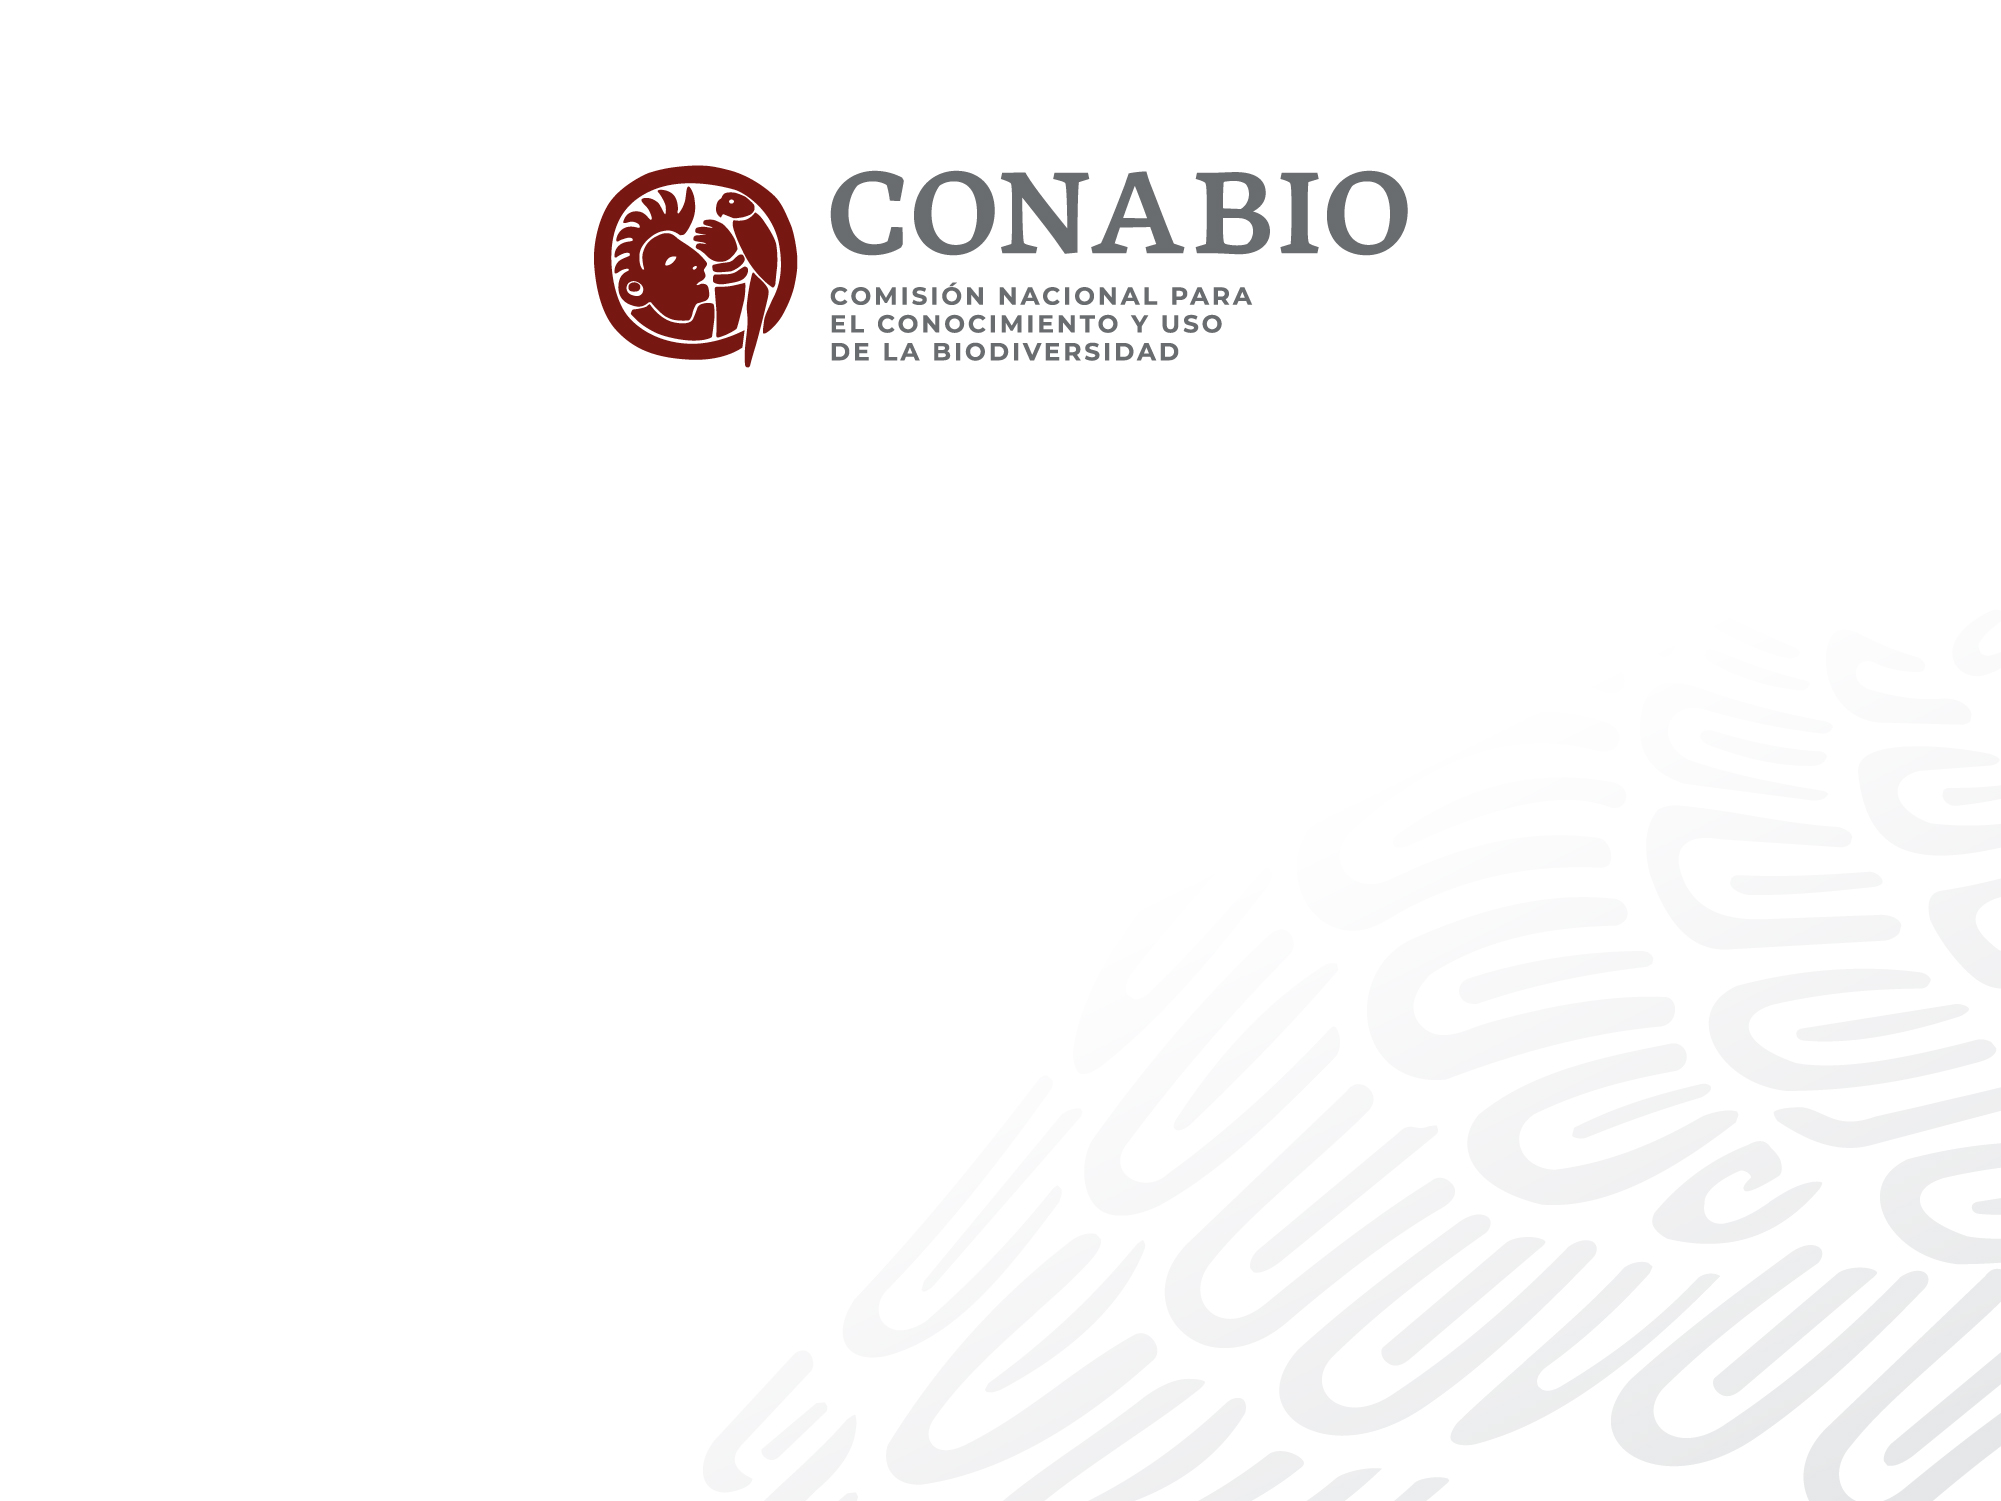 CONABIO
COMISIÓN NACIONAL PARA
EL CONOCIMIENTO Y USO
DE LA BIODIVERSIDAD